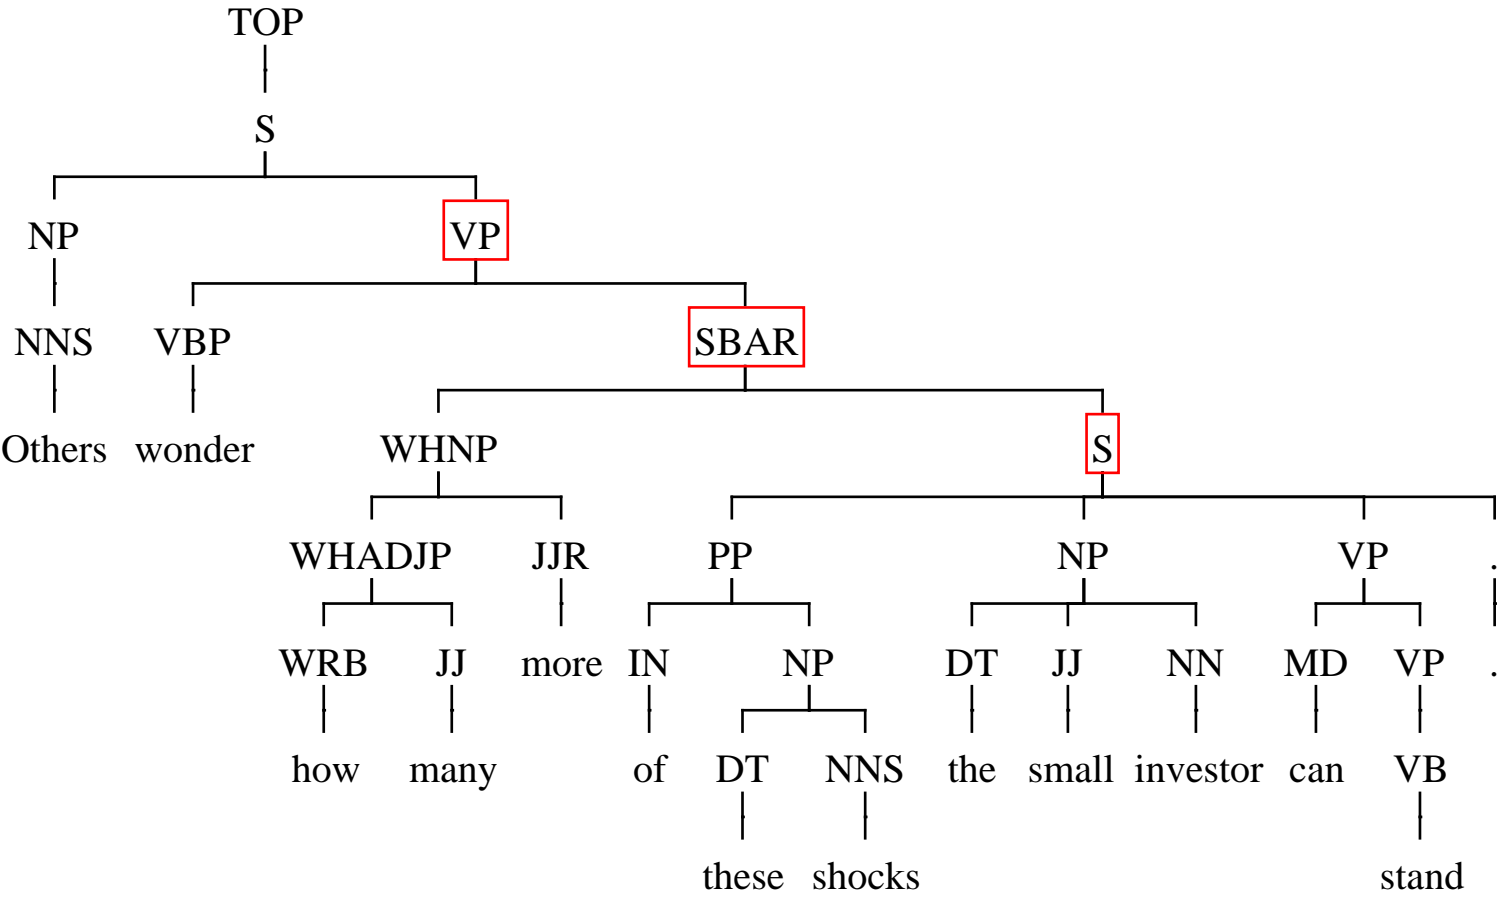 TOP
S
NP VP
NNS VBP SBAR
Others wonder WHNP S
WHADJP JJR PP NP VP .
WRB JJ more IN NP DT JJ NN MD VP .
how many of DT NNS the small investor can VB
these shocks stand